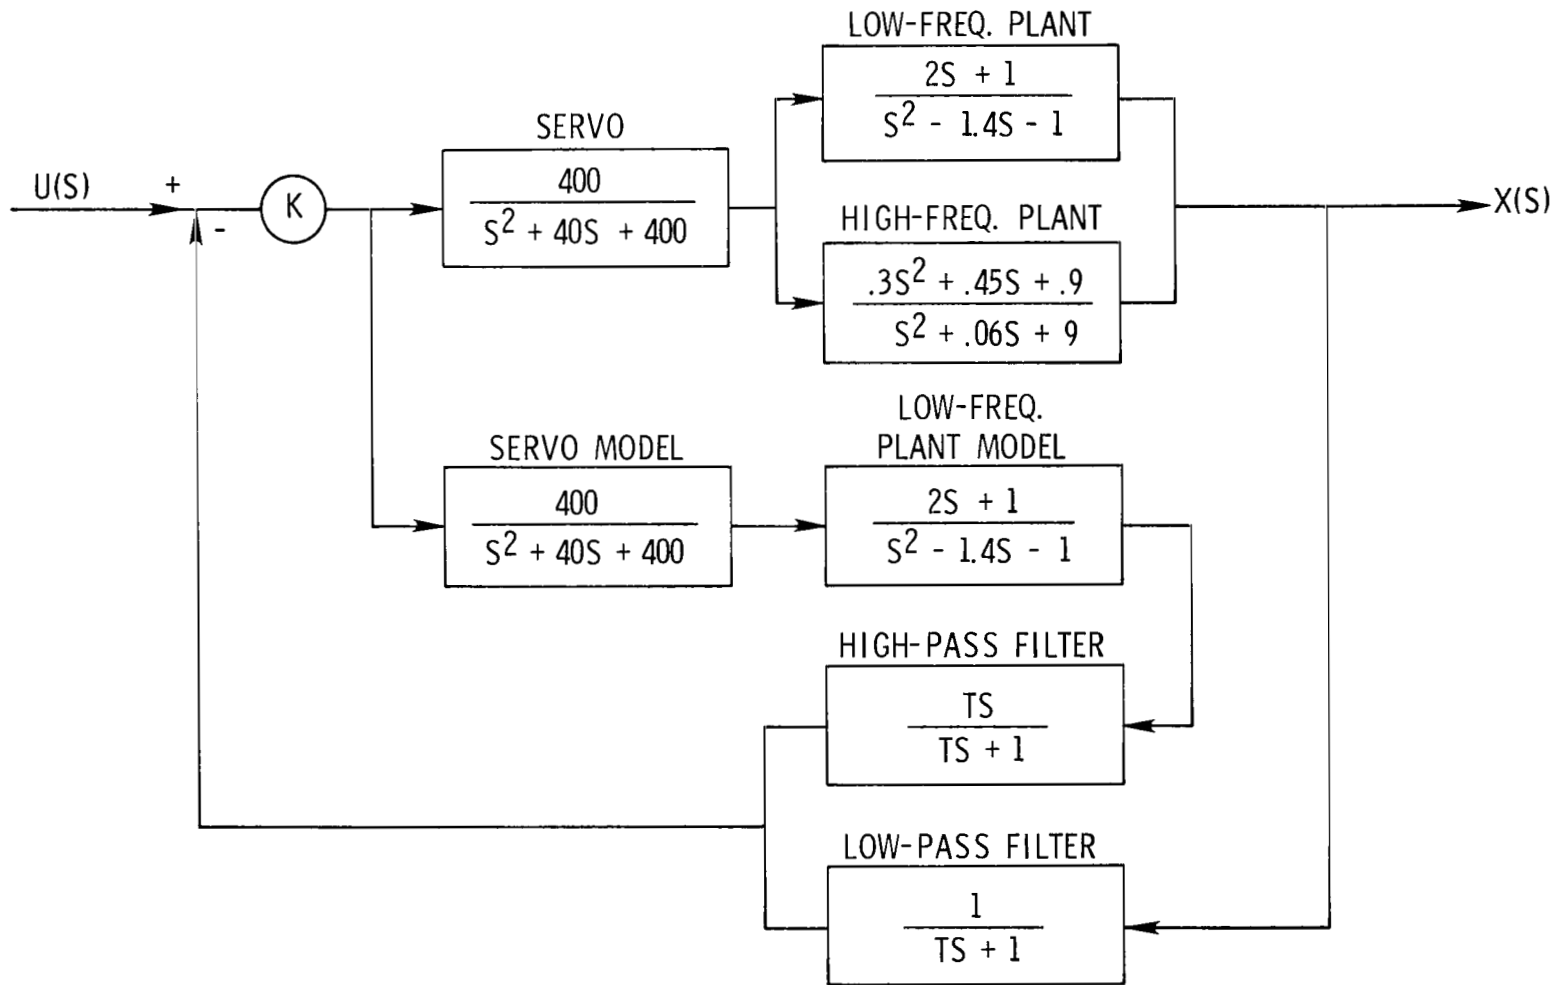 LOW-FREQ. PLANT
2S + 1
S² - 1.4S - 1
SERVO
400
S² + 40S + 400
U(S)
+
-
K
HIGH-FREQ. PLANT
.3S² + .45S + .9
S² + .06S + 9
X(S)
LOW-FREQ.
PLANT MODEL
SERVO MODEL
400
S² + 40S + 400
2S + 1
S² - 1.4S - 1
HIGH-PASS FILTER
TS
TS + 1
LOW-PASS FILTER
1
TS + 1